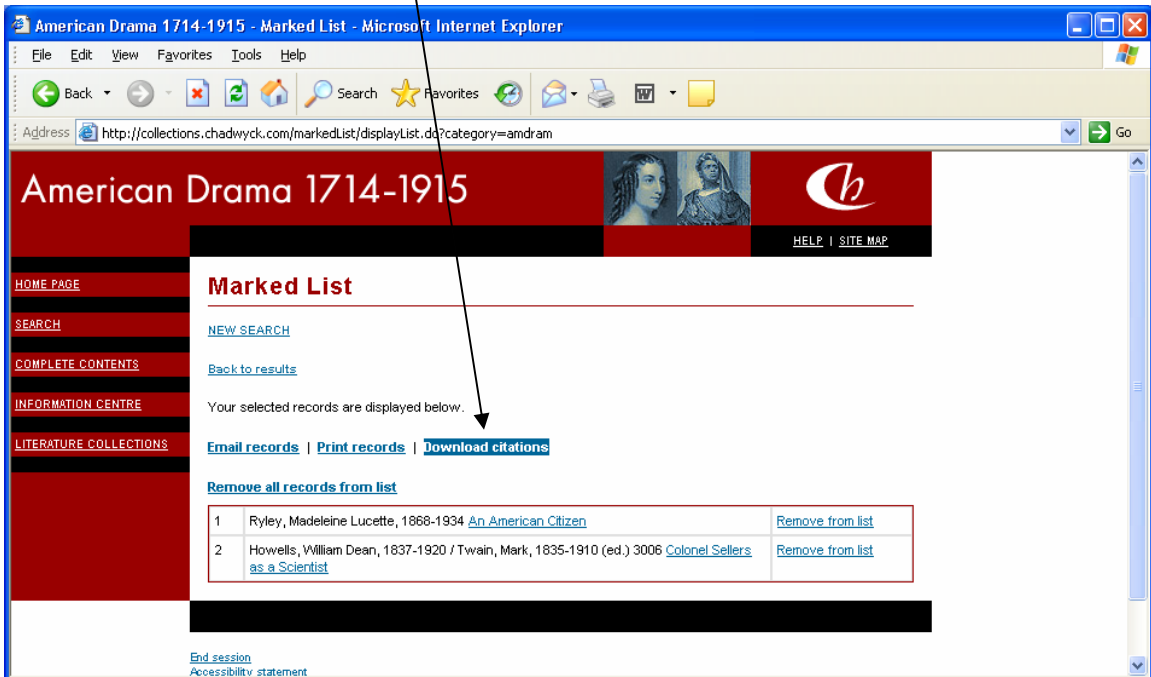 American Drama 1714-1915 - Marked List - Microsoft Internet Explorer
File Edit View Favorites Tools Help
Back Search Favorites
Address http://collections.chadwyck.com/markedList/displayList.do?category=amdram Go
American Drama 1714-1915
HELP | SITE MAP
HOME PAGE
SEARCH
COMPLETE CONTENTS
INFORMATION CENTRE
LITERATURE COLLECTIONS
Marked List
NEW SEARCH
Back to results
Your selected records are displayed below.
Email records | Print records | Download citations
Remove all records from list
1 Ryley, Madeleine Lucette, 1868-1934 An American Citizen Remove from list
2 Howells, William Dean, 1837-1920 / Twain, Mark, 1835-1910 (ed.) 3006 Colonel Sellers Remove from list
as a Scientist
End session
Accessibility statement